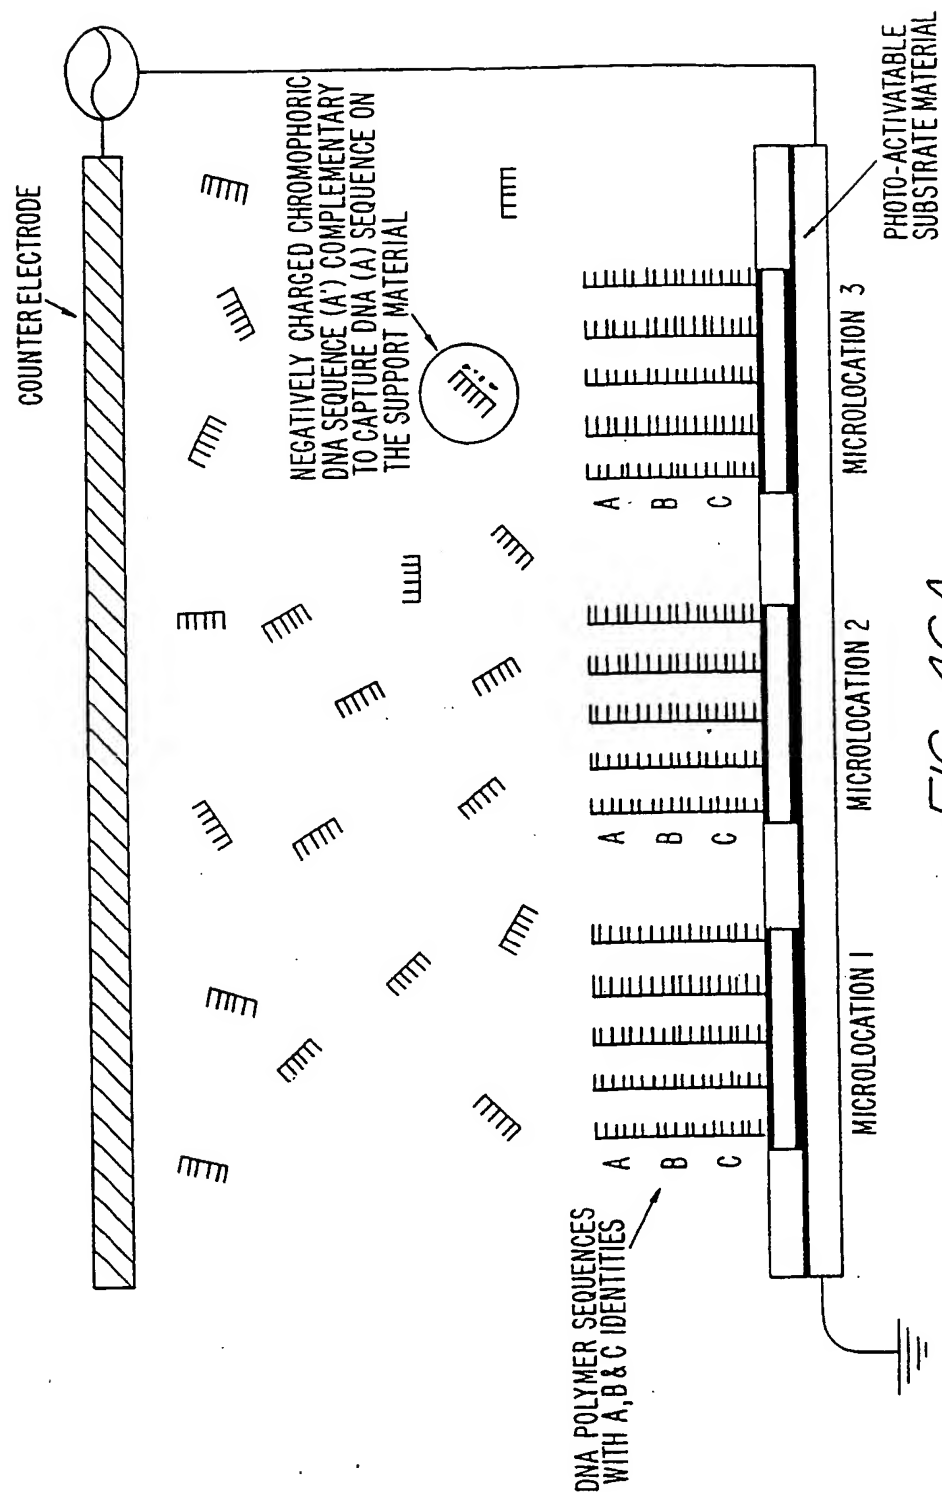 COUNTER ELECTRODE
NEGATIVELY CHARGED CHROMOPHORIC
DNA SEQUENCE (A') COMPLEMENTARY
TO CAPTURE DNA (A) SEQUENCE ON
THE SUPPORT MATERIAL
DNA POLYMER SEQUENCES
WITH A, B & C IDENTITIES
A
B
C
A
B
C
A
B
C
MICROLOCATION 1
MICROLOCATION 2
MICROLOCATION 3
PHOTO-ACTIVATABLE
SUBSTRATE MATERIAL